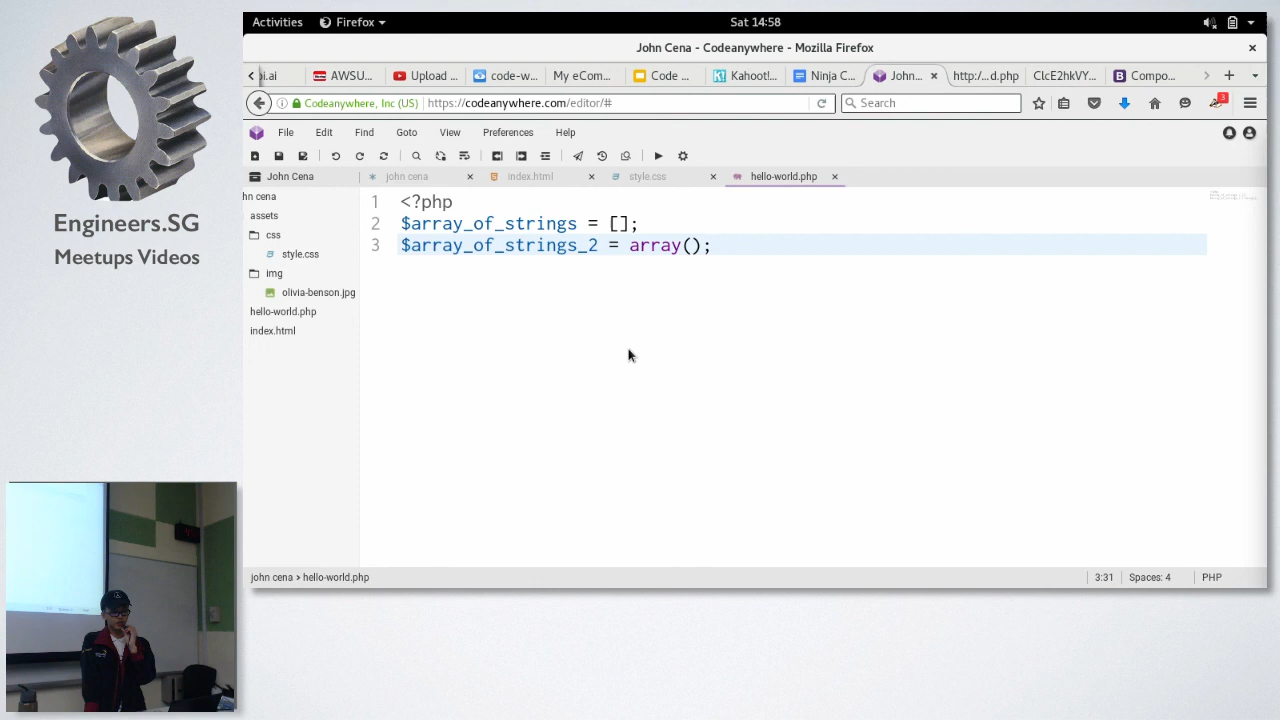 Engineers.SG
Meetups Videos
Activities Firefox Sat 14:58
John Cena - Codeanywhere - Mozilla Firefox
AWSU... Upload ... code-w... My eCom... Code ... Kahoot!... Ninja C... John... http:/...d.php ClcE2hkVY... Compo...
Codeanywhere, Inc (US) https://codeanywhere.com/editor/# Search 3
File Edit Find Goto View Preferences Help
John Cena john cena index.html style.css hello-world.php
hn cena
assets
css
style.css
img
olivia-benson.jpg
hello-world.php
index.html
1 <?php
2 $array_of_strings = [];
3 $array_of_strings_2 = array();
john cena > hello-world.php 3:31 Spaces: 4 PHP